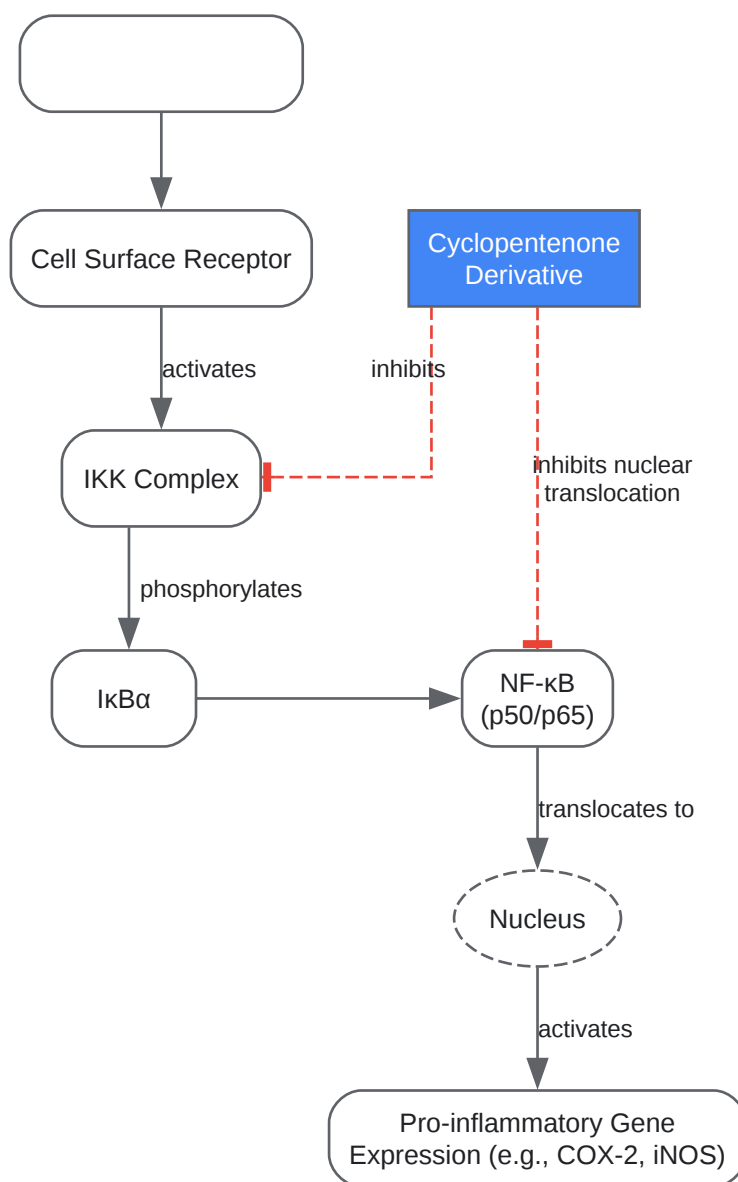 Cell Surface Receptor
Cyclopentenone
Derivative
activates
inhibits
IKK Complex
inhibits nuclear
translocation
phosphorylates
IκBα
NF-κB
(p50/p65)
translocates to
Nucleus
activates
Pro-inflammatory Gene
Expression (e.g., COX-2, iNOS)